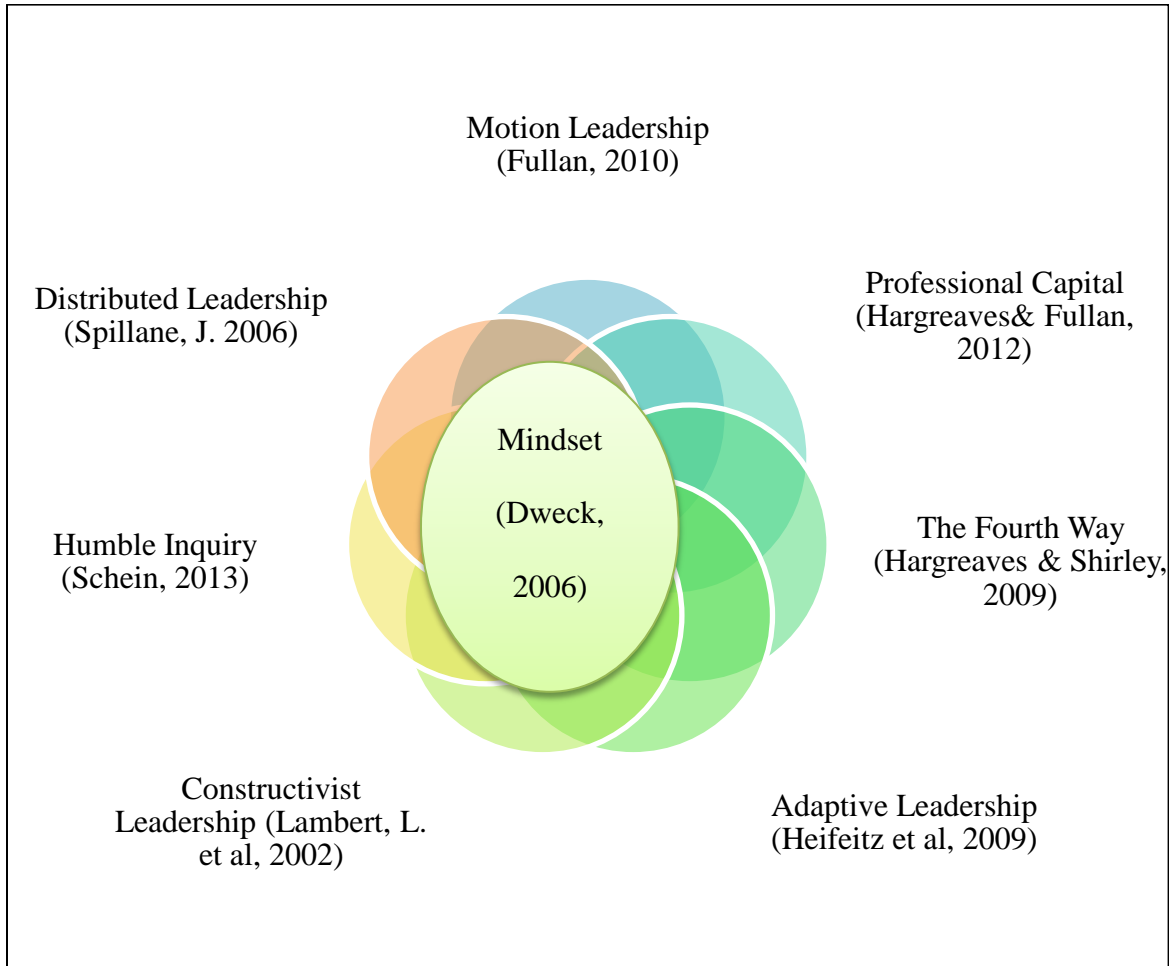 Motion Leadership
(Fullan, 2010)
Professional Capital
(Hargreaves& Fullan,
2012)
The Fourth Way
(Hargreaves & Shirley,
2009)
Adaptive Leadership
(Heifeitz et al, 2009)
Constructivist
Leadership (Lambert, L.
et al, 2002)
Humble Inquiry
(Schein, 2013)
Distributed Leadership
(Spillane, J. 2006)
Mindset
(Dweck,
2006)